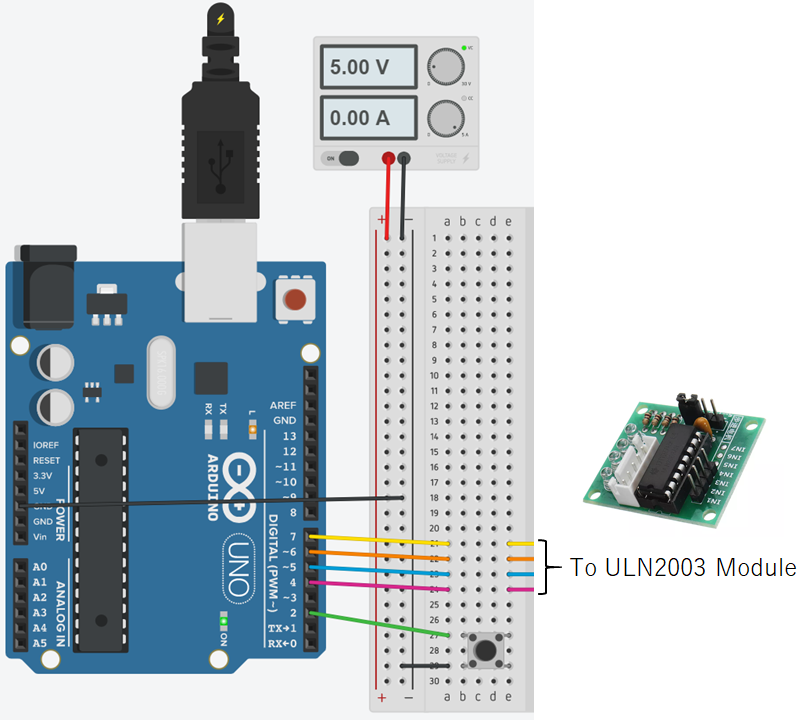 5.00 V
0.00 A
ON
VOLTAGE
SUPPLY
+ −
a b c d e
1
2
3
4
5
6
7
8
9
10
11
12
13
14
15
16
17
18
19
20
21
22
23
24
25
26
27
28
29
30
+ −
a b c d e
RX
TX
L
AREF
GND
13
12
~11
~10
~9
8
7
~6
~5
4
~3
2
TX→1
RX←0
DIGITAL (PWM~)
ARDUINO
UNO
ON
IOREF
RESET
3.3V
5V
GND
GND
Vin
POWER
A0
A1
A2
A3
A4
A5
ANALOG IN
IN7
IN6
IN5
IN4
IN3
IN2
IN1
To ULN2003 Module